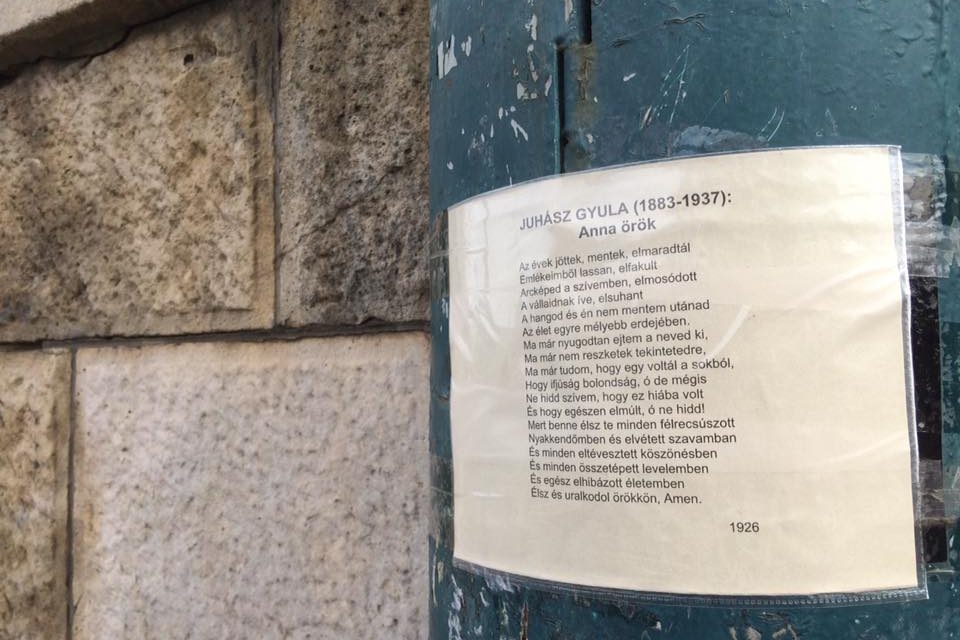 JUHÁSZ GYULA (1883-1937):
Anna örök
Az évek jöttek, mentek, elmaradtál
Emlékeimből lassan, elfakult
Arcképed a szívemben, elmosódott
A vállaidnak íve, elsuhant
A hangod és én nem mentem utánad
Az élet egyre mélyebb erdejében.
Ma már nyugodtan ejtem a neved ki,
Ma már nem reszketek tekintetedre,
Ma már tudom, hogy egy voltál a sokból,
Hogy ifjúság bolondság, ó de mégis
Ne hidd szívem, hogy ez hiába volt
És hogy egészen elmúlt, ó ne hidd!
Mert benne élsz te minden félrecsúszott
Nyakkendőmben és elvétett szavamban
És minden eltévesztett köszönésben
És minden összetépett levelemben
És egész elhibázott életemben
Élsz és uralkodol örökkön, Amen.
1926